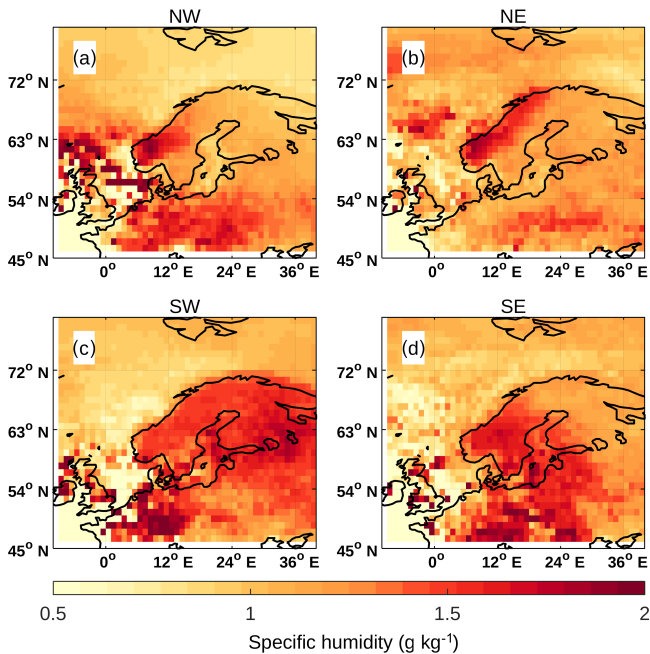 NW NE
(a) (b)
72° N 72° N
63° N 63° N
54° N 54° N
45° N 45° N
0° 12° E 24° E 36° E 0° 12° E 24° E 36° E
SW SE
(c) (d)
72° N 72° N
63° N 63° N
54° N 54° N
45° N 45° N
0° 12° E 24° E 36° E 0° 12° E 24° E 36° E
0.5 1 1.5 2
Specific humidity (g kg⁻¹)